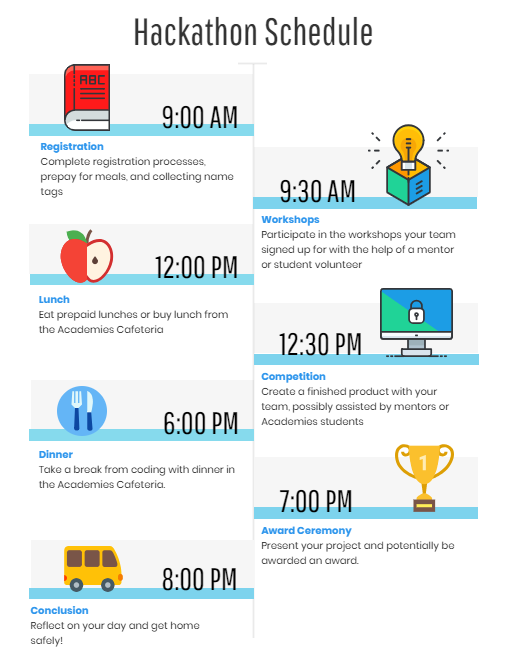 Hackathon Schedule
ABC
9:00 AM
Registration
Complete registration processes,
prepay for meals, and collecting name
tags
9:30 AM
Workshops
Participate in the workshops your team
signed up for with the help of a mentor
or student volunteer
12:00 PM
Lunch
Eat prepaid lunches or buy lunch from
the Academies Cafeteria
12:30 PM
Competition
Create a finished product with your
team, possibly assisted by mentors or
Academies students
6:00 PM
Dinner
Take a break from coding with dinner in
the Academies Cafeteria.
1
7:00 PM
Award Ceremony
Present your project and potentially be
awarded an award.
8:00 PM
Conclusion
Reflect on your day and get home
safely!